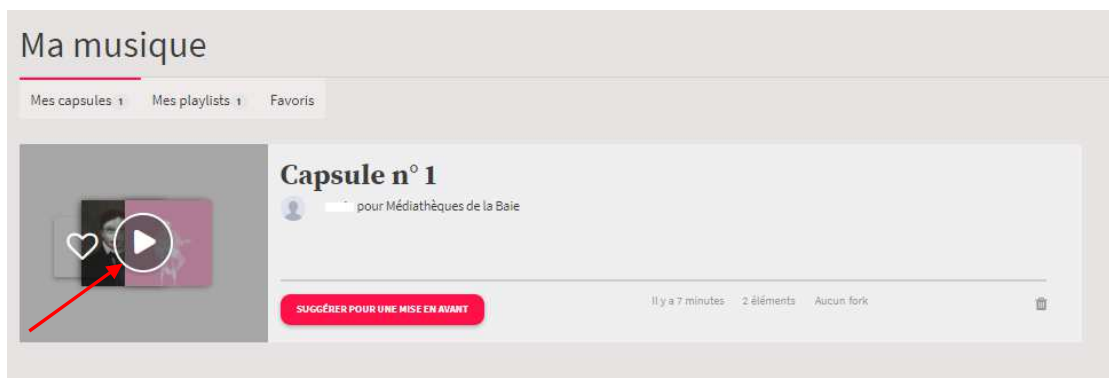 Ma musique
Mes capsules 1 Mes playlists 1 Favoris
Capsule n° 1
pour Médiathèques de la Baie
SUGGÉRER POUR UNE MISE EN AVANT
Il y a 7 minutes 2 éléments Aucun fork